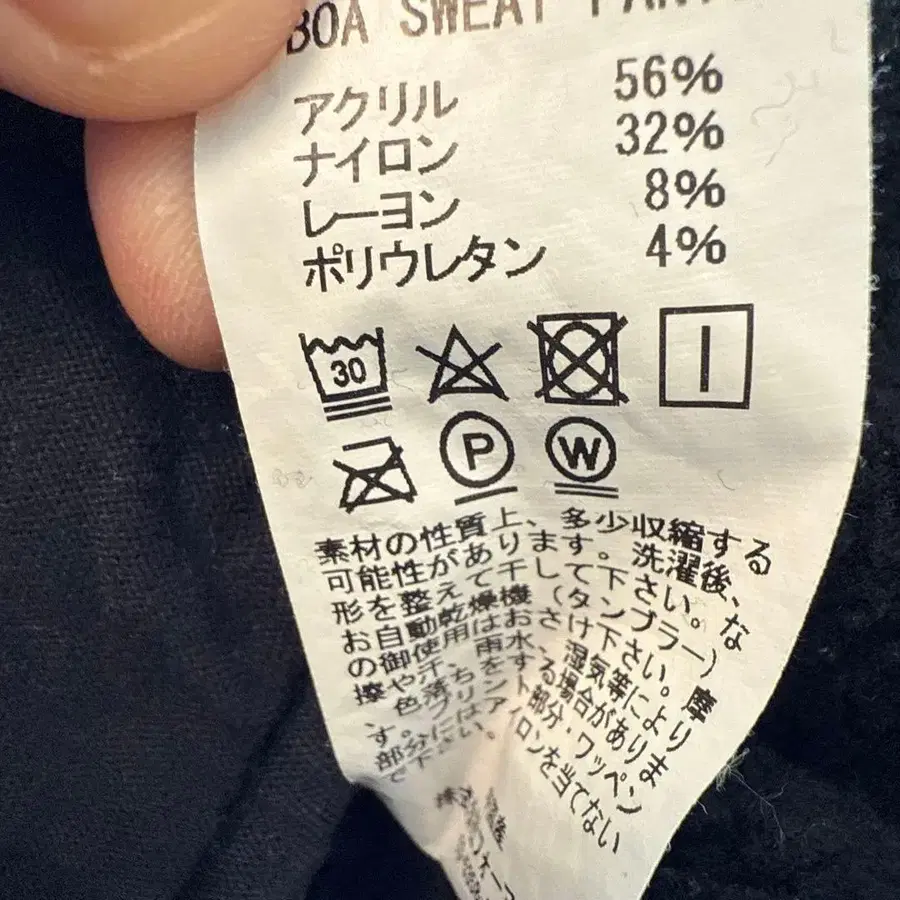 BOA SWEAT PANT
アクリル 56%
ナイロン 32%
レーヨン 8%
ポリウレタン 4%
30
P W
素材の性質上、多少収縮する
可能性があります。洗濯後、
形を整えて干して下さい。な
お自動乾燥機(タンブラー)
の御使用はお避け下さい。摩
擦や汗、雨水、湿気等により
色落ちする場合がありま
す。プリント部分・ワッペン
部分にはアイロンを当てない
で下さい。